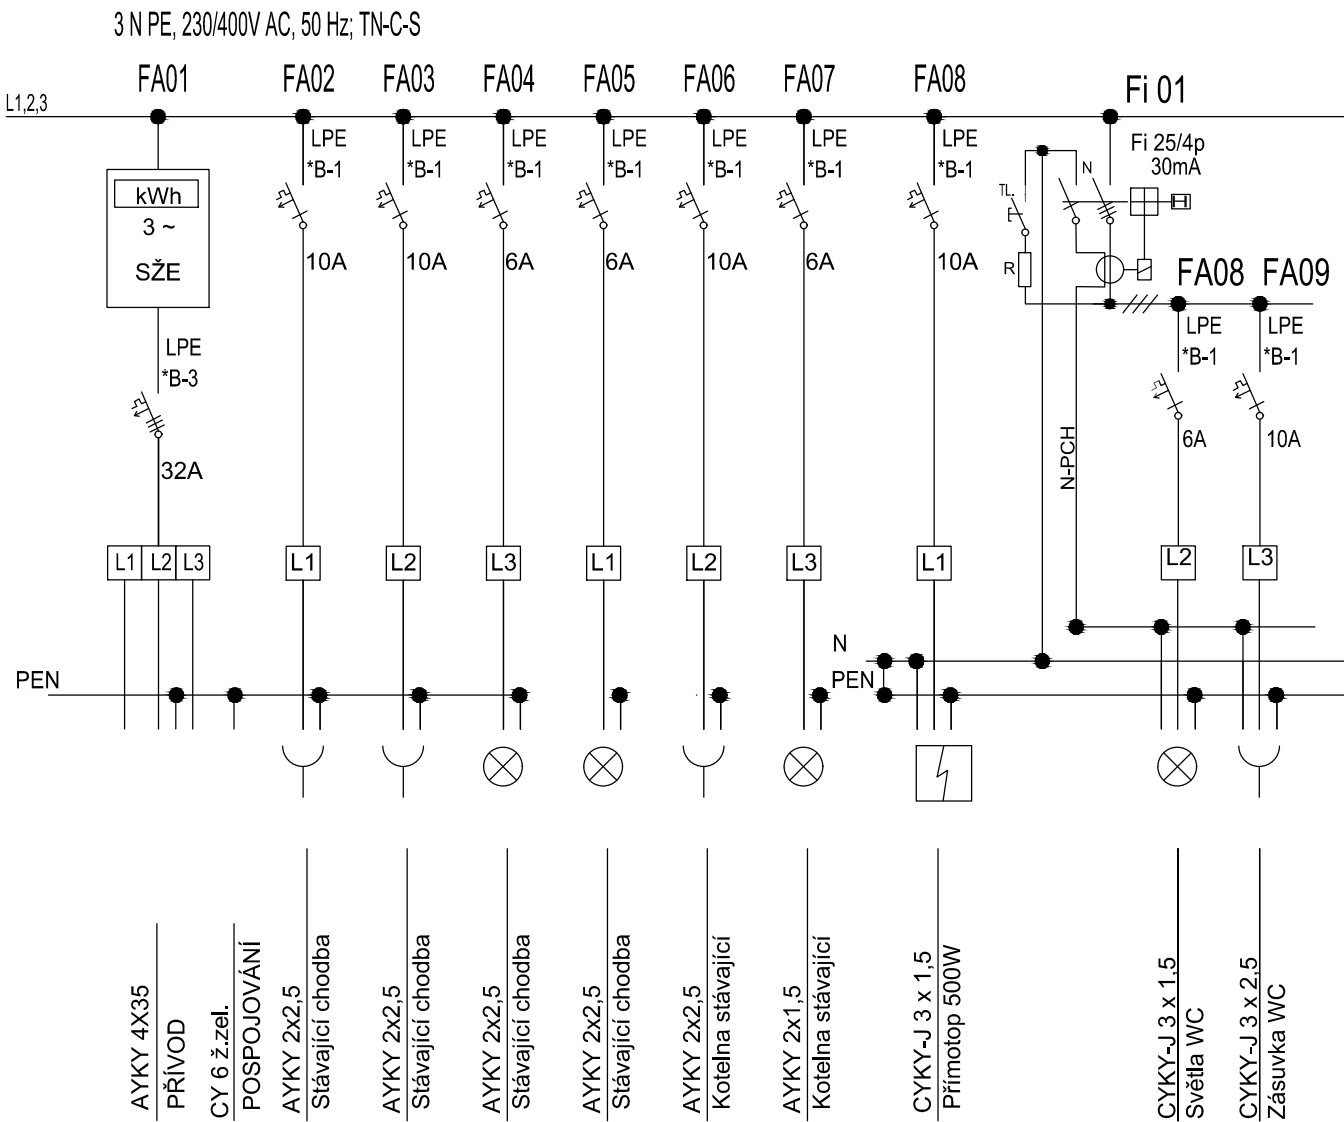 3 N PE, 230/400V AC, 50 Hz; TN-C-S
FA01
FA02
FA03
FA04
FA05
FA06
FA07
FA08
Fi 01
L1,2,3
LPE
*B-1
LPE
*B-1
LPE
*B-1
LPE
*B-1
LPE
*B-1
LPE
*B-1
LPE
*B-1
Fi 25/4p
30mA
kWh
3 ~
SŽE
TL.
N
R
10A
10A
6A
6A
10A
6A
10A
FA08
FA09
LPE
*B-3
LPE
*B-1
LPE
*B-1
32A
6A
10A
N-PCH
L1
L2
L3
L1
L2
L3
L1
L2
L3
L1
L2
L3
N
PEN
PEN
AYKY 4X35
PŘÍVOD
CY 6 ž.zel.
POSPOJOVÁNÍ
AYKY 2x2,5
Stávající chodba
AYKY 2x2,5
Stávající chodba
AYKY 2x2,5
Stávající chodba
AYKY 2x2,5
Stávající chodba
AYKY 2x2,5
Kotelna stávající
AYKY 2x1,5
Kotelna stávající
CYKY-J 3 x 1,5
Přímotop 500W
CYKY-J 3 x 1,5
Světla WC
CYKY-J 3 x 2,5
Zásuvka WC